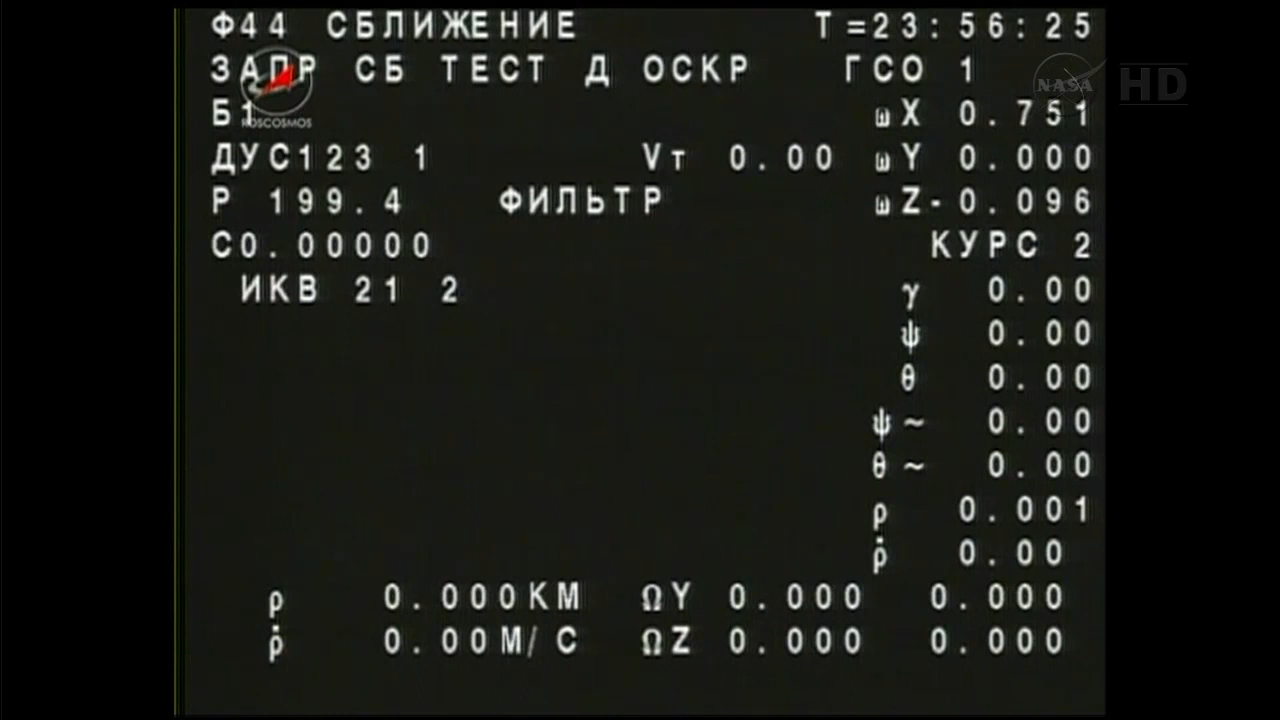 Ф44 СБЛИЖЕНИЕ T=23:56:25
ЗАПР СБ ТЕСТ Д ОСКР ГСО 1
NASA HD
Б1 ωX 0.751
ROSCOSMOS
ДУС123 1 Vт 0.00 ωY 0.000
Р 199.4 ФИЛЬТР ωZ-0.096
С0.00000 КУРС 2
ИКВ 21 2
γ 0.00
ψ 0.00
θ 0.00
ψ~ 0.00
θ~ 0.00
ρ 0.001
ρ̇ 0.00
ρ 0.000КМ ΩY 0.000 0.000
ρ̇ 0.00М/С ΩZ 0.000 0.000